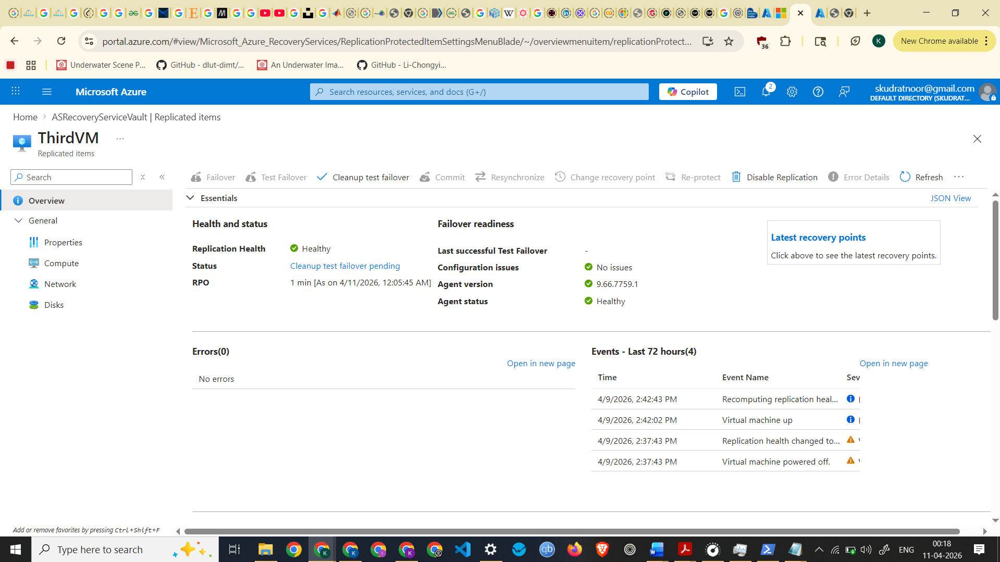 portal.azure.com/#view/Microsoft_Azure_RecoveryServices/ReplicationProtectedItemSettingsMenuBlade/~/overviewmenuitem/replicationProtect...
36
K
New Chrome available
Underwater Scene P...
GitHub - dlut-dimt/...
An Underwater Ima...
GitHub - Li-Chongyi...
Microsoft Azure
Search resources, services, and docs (G+/)
Copilot
2
skudratnoor@gmail.com
DEFAULT DIRECTORY (SKUDRAT...
Home
ASRecoveryServiceVault | Replicated items
ThirdVM
...
Replicated items
Search
Failover
Test Failover
Cleanup test failover
Commit
Resynchronize
Change recovery point
Re-protect
Disable Replication
Error Details
Refresh
...
Overview
General
Properties
Compute
Network
Disks
Essentials
JSON View
Health and status
Replication Health
Healthy
Status
Cleanup test failover pending
RPO
1 min [As on 4/11/2026, 12:05:45 AM]
Failover readiness
Last successful Test Failover
-
Configuration issues
No issues
Agent version
9.66.7759.1
Agent status
Healthy
Latest recovery points
Click above to see the latest recovery points.
Errors(0)
Open in new page
No errors
Events - Last 72 hours(4)
Open in new page
Time
Event Name
Sev
4/9/2026, 2:42:43 PM
Recomputing replication heal...
4/9/2026, 2:42:02 PM
Virtual machine up
4/9/2026, 2:37:43 PM
Replication health changed to...
4/9/2026, 2:37:43 PM
Virtual machine powered off.
Add or remove favorites by pressing Ctrl+Shift+F
Type here to search
ENG
00:18
11-04-2026